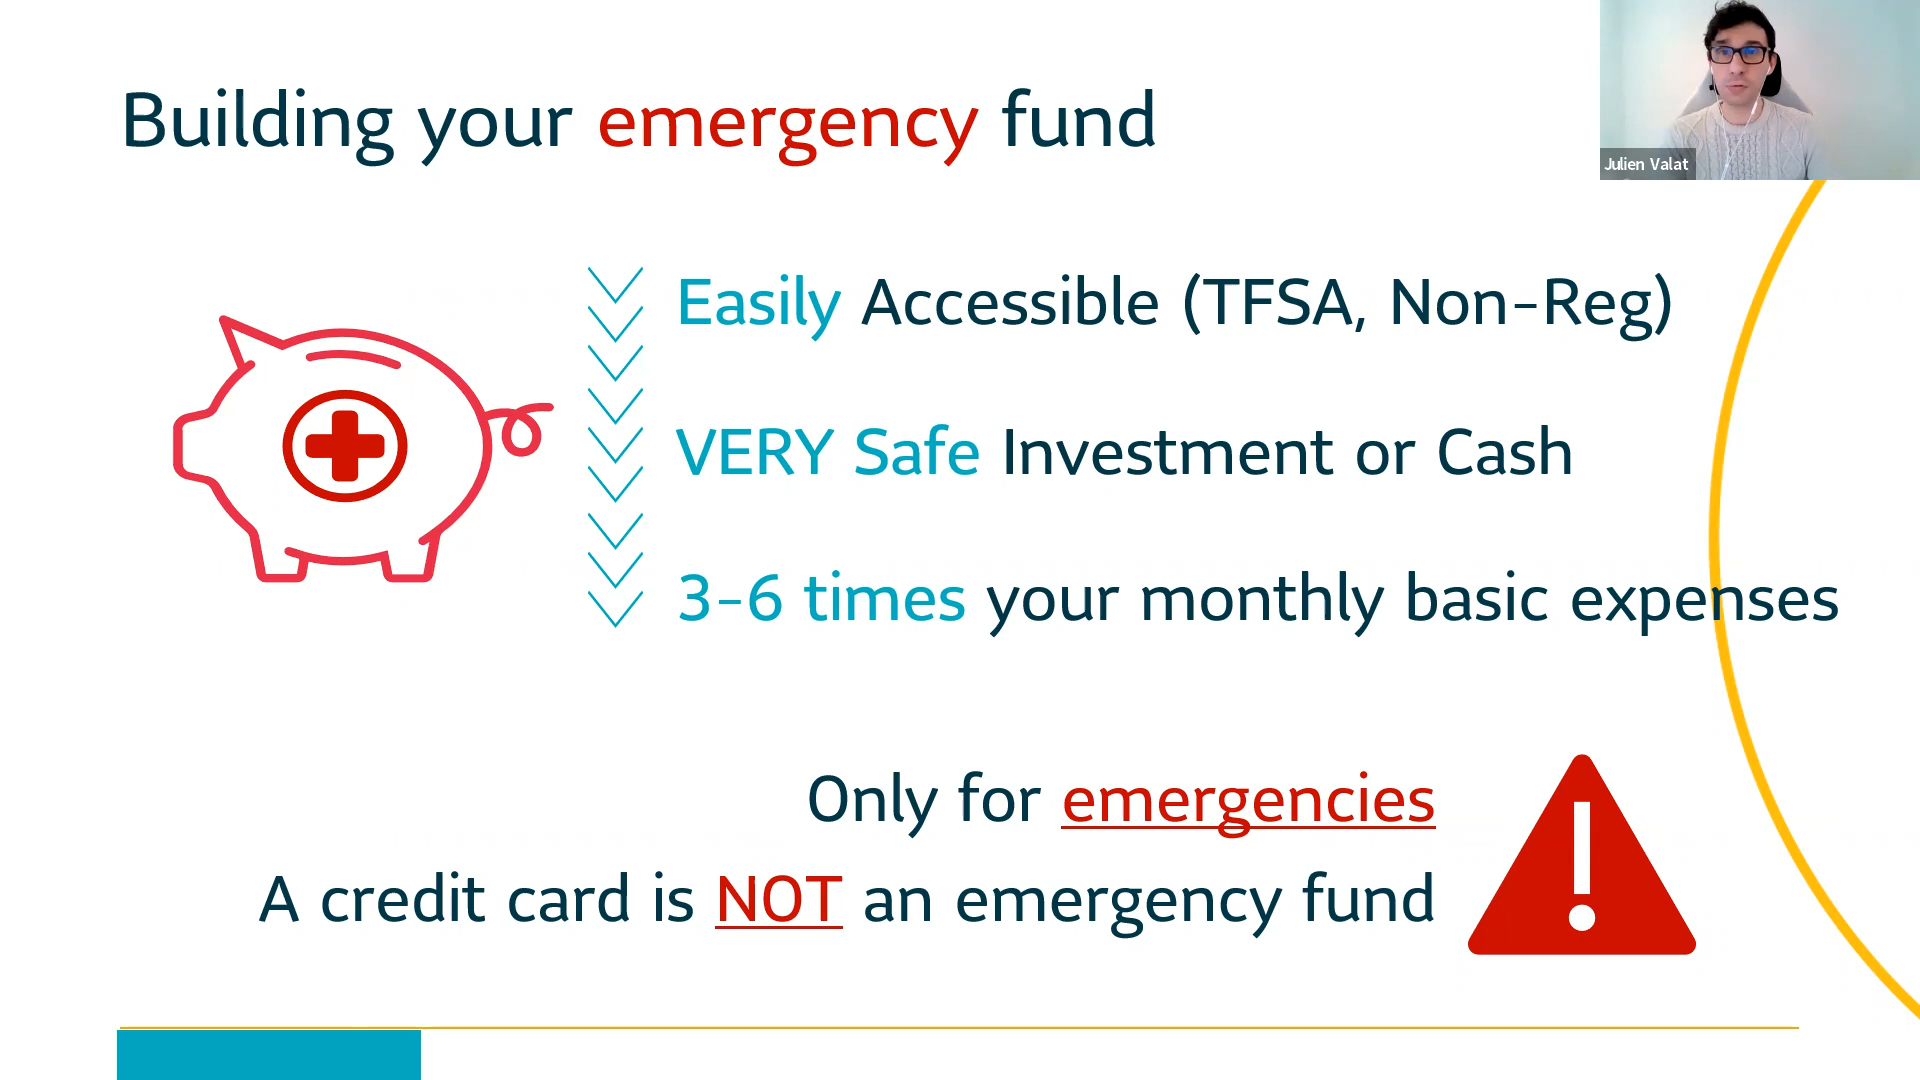 Building your emergency fund
Julien Valat
Easily Accessible (TFSA, Non-Reg)
VERY Safe Investment or Cash
3-6 times your monthly basic expenses
Only for emergencies
A credit card is NOT an emergency fund